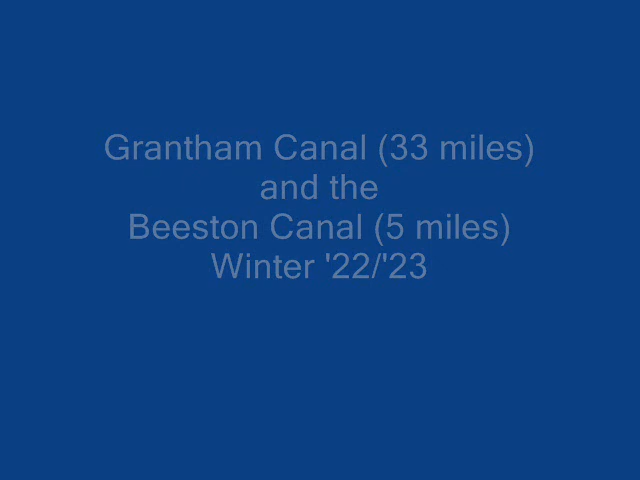 Grantham Canal (33 miles)
and the
Beeston Canal (5 miles)
Winter '22/'23